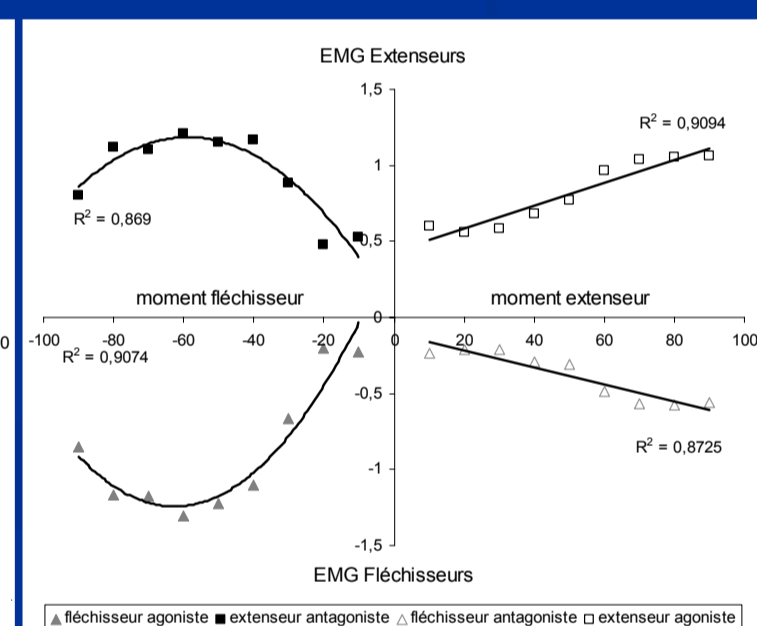 EMG Extenseurs
1,5
R² = 0,9094
1
R² = 0,869
0,5
moment fléchisseur moment extenseur
0
0 -100 -80 -60 -40 -20 0 20 40 60 80 100
R² = 0,9074
-0,5
R² = 0,8725
-1
-1,5
EMG Fléchisseurs
fléchisseur agoniste extenseur antagoniste fléchisseur antagoniste extenseur agoniste